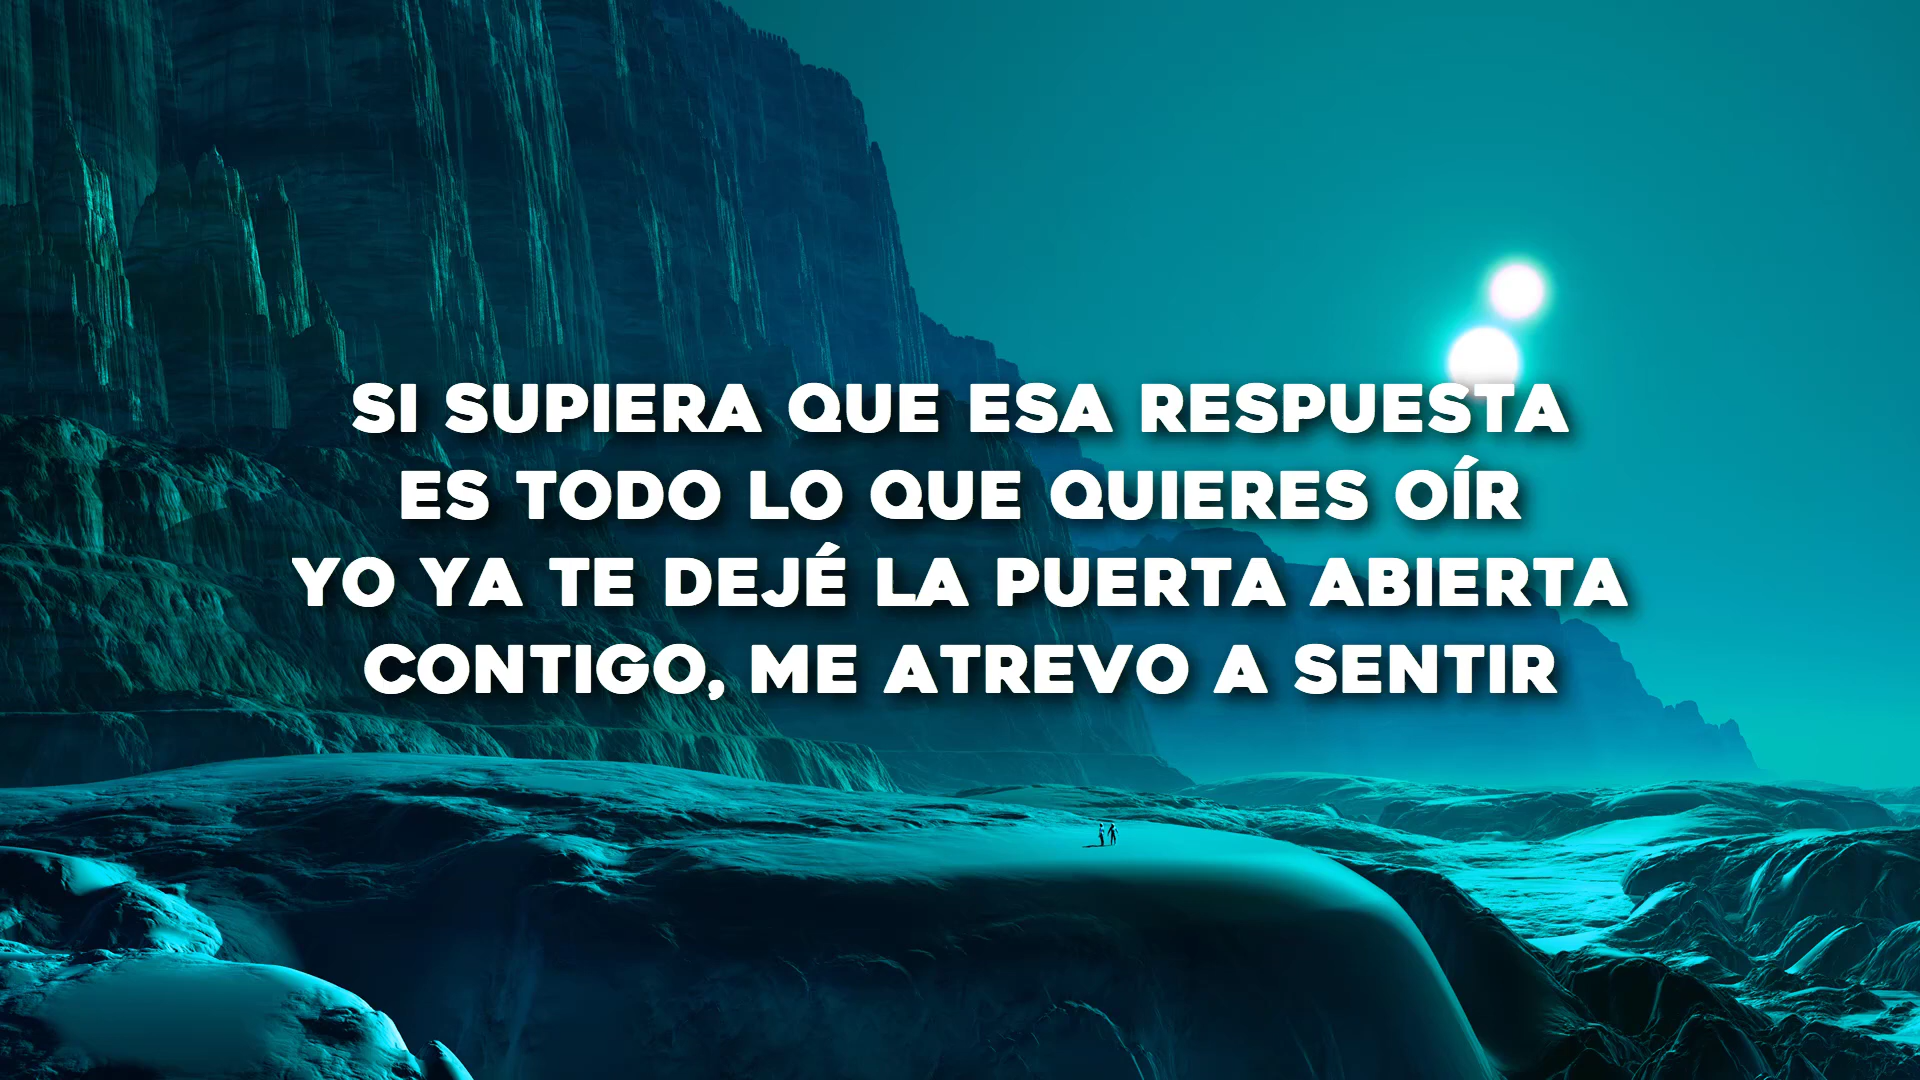 SI SUPIERA QUE ESA RESPUESTA
ES TODO LO QUE QUIERES OÍR
YO YA TE DEJÉ LA PUERTA ABIERTA
CONTIGO, ME ATREVO A SENTIR